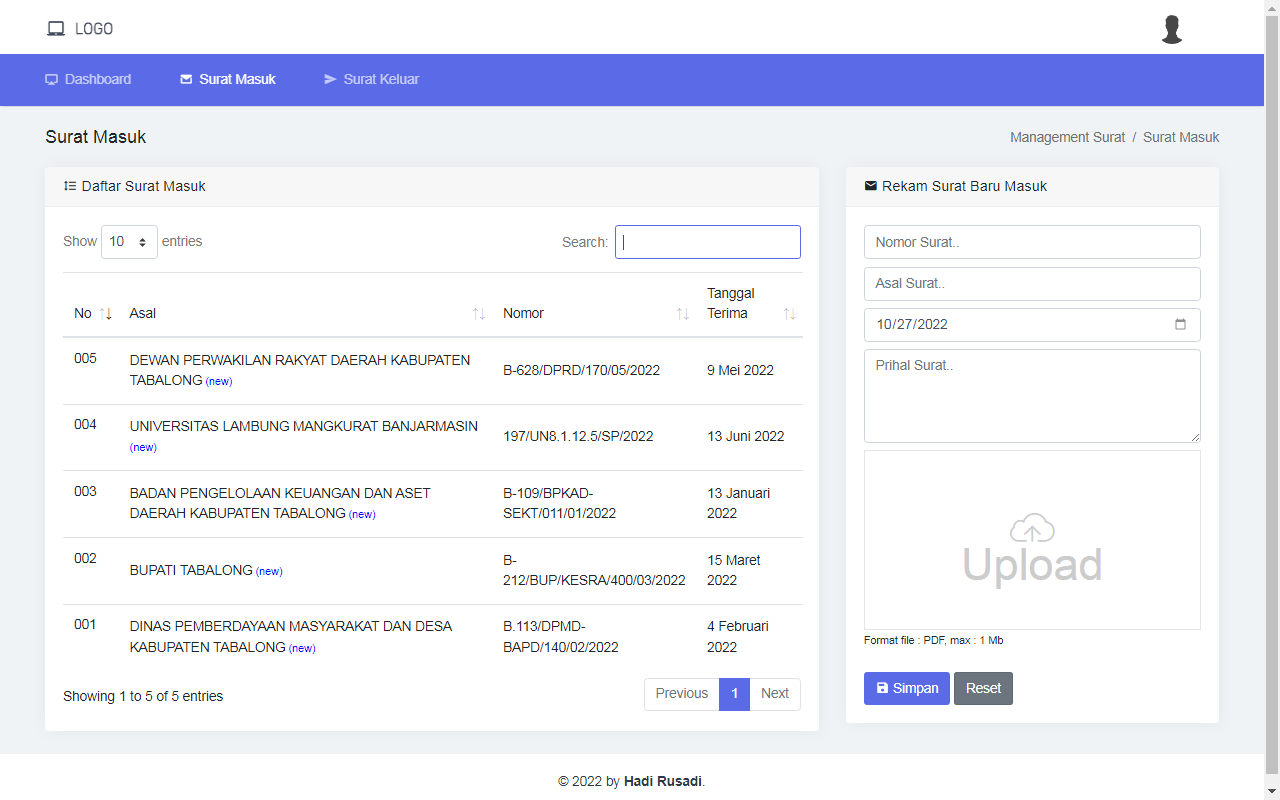 LOGO
Dashboard Surat Masuk Surat Keluar
Surat Masuk
Management Surat / Surat Masuk
Daftar Surat Masuk
Show 10 entries
Search:
No Asal Nomor Tanggal
Terima
005 DEWAN PERWAKILAN RAKYAT DAERAH KABUPATEN
TABALONG (new)
B-628/DPRD/170/05/2022
9 Mei 2022
004 UNIVERSITAS LAMBUNG MANGKURAT BANJARMASIN
(new)
197/UN8.1.12.5/SP/2022
13 Juni 2022
003 BADAN PENGELOLAAN KEUANGAN DAN ASET
DAERAH KABUPATEN TABALONG (new)
B-109/BPKAD-
SEKT/011/01/2022
13 Januari
2022
002 BUPATI TABALONG (new)
B-
212/BUP/KESRA/400/03/2022
15 Maret
2022
001 DINAS PEMBERDAYAAN MASYARAKAT DAN DESA
KABUPATEN TABALONG (new)
B.113/DPMD-
BAPD/140/02/2022
4 Februari
2022
Showing 1 to 5 of 5 entries
Previous 1 Next
Rekam Surat Baru Masuk
Nomor Surat..
Asal Surat..
10/27/2022
Prihal Surat..
Upload
Format file : PDF, max : 1 Mb
Simpan Reset
© 2022 by Hadi Rusadi.